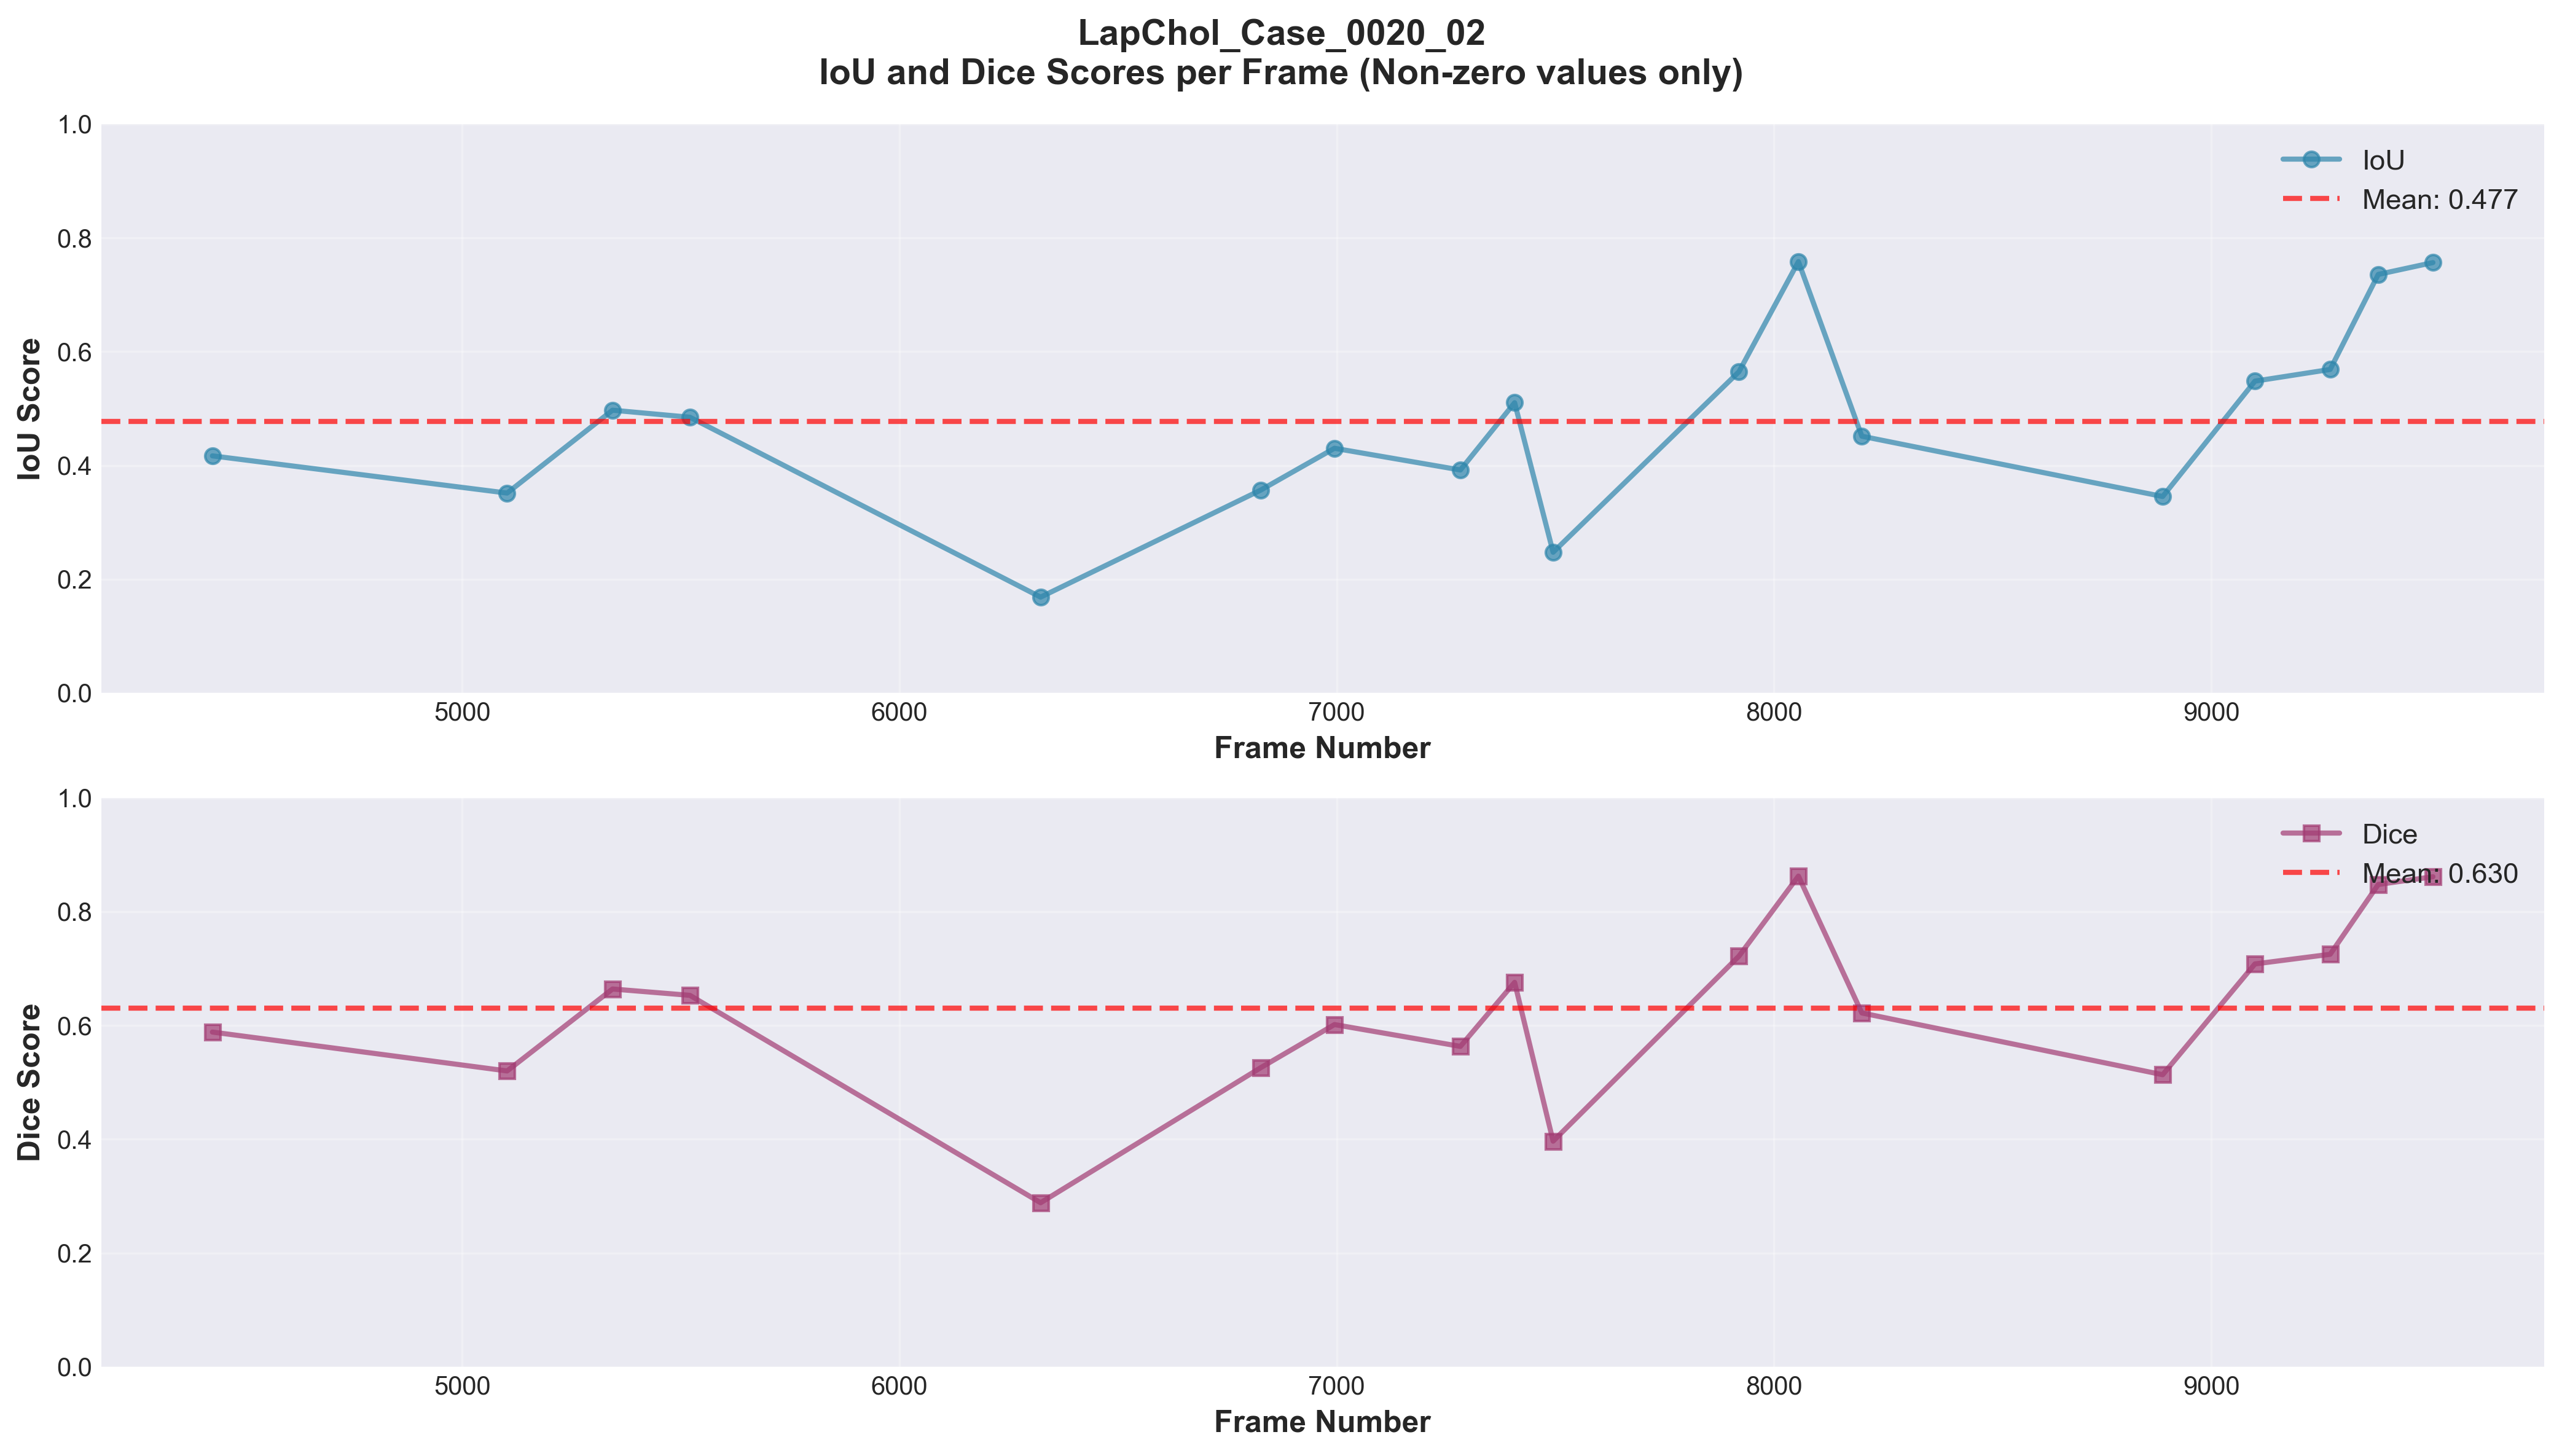 LapChol_Case_0020_02
IoU and Dice Scores per Frame (Non-zero values only)
1.0
0.8
0.6
0.4
0.2
0.0
IoU Score
IoU
Mean: 0.477
5000
6000
7000
8000
9000
Frame Number
1.0
0.8
0.6
0.4
0.2
0.0
Dice Score
Dice
Mean: 0.630
5000
6000
7000
8000
9000
Frame Number